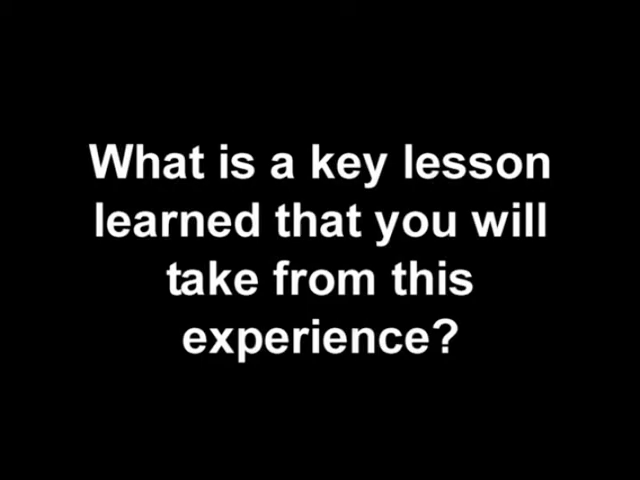 What is a key lesson
learned that you will
take from this
experience?